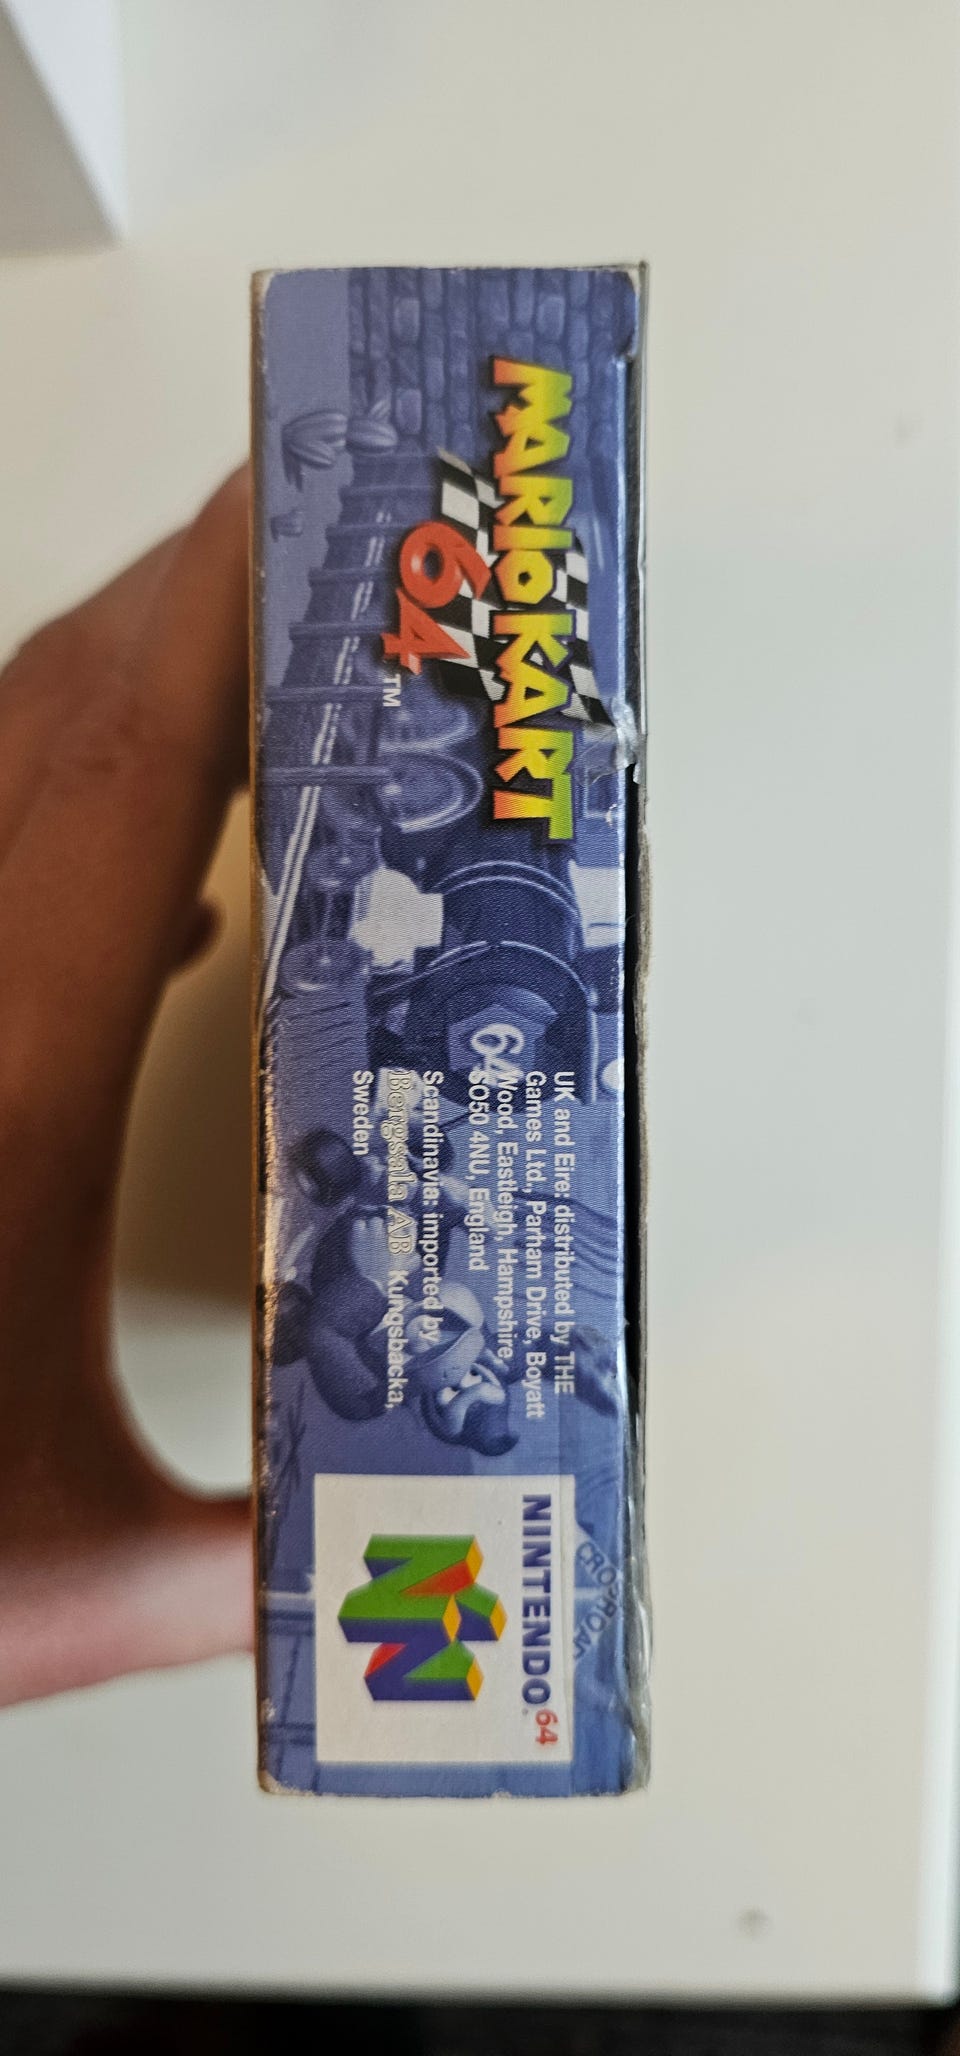 MARIO KART
64™
64
UK and Eire: distributed by THE
Games Ltd., Parham Drive, Boyatt
Wood, Eastleigh, Hampshire,
SO50 4NU, England
Scandinavia: imported by
Bergsala AB Kungsbacka,
Sweden
NINTENDO64